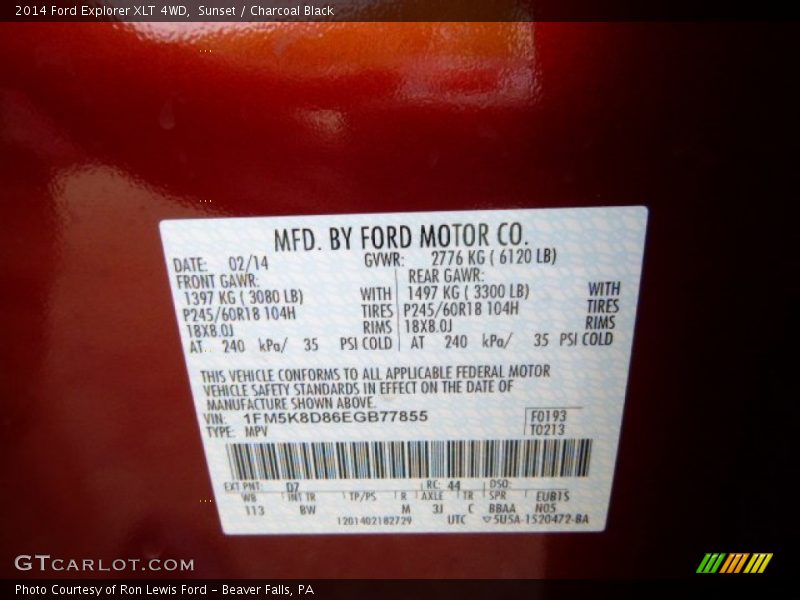 2014 Ford Explorer XLT 4WD, Sunset / Charcoal Black
MFD. BY FORD MOTOR CO.
DATE: 02/14 GVWR: 2776 KG ( 6120 LB)
FRONT GAWR: REAR GAWR:
1397 KG ( 3080 LB) WITH 1497 KG ( 3300 LB) WITH
P245/60R18 104H TIRES P245/60R18 104H TIRES
18X8.0J RIMS 18X8.0J RIMS
AT 240 kPa/ 35 PSI COLD AT 240 kPa/ 35 PSI COLD
THIS VEHICLE CONFORMS TO ALL APPLICABLE FEDERAL MOTOR
VEHICLE SAFETY STANDARDS IN EFFECT ON THE DATE OF
MANUFACTURE SHOWN ABOVE.
VIN: 1FM5K8D86EGB77855 F0193
TYPE: MPV T0213
EXT PNT: D7 RC: 44 DSO:
WB INT TR TP/PS R AXLE TR SPR EUB1S
113 BW M 3J C BBAA N05
1201402182729 UTC ▽5U5A-1520472-BA
GTCARLOT.COM
Photo Courtesy of Ron Lewis Ford - Beaver Falls, PA